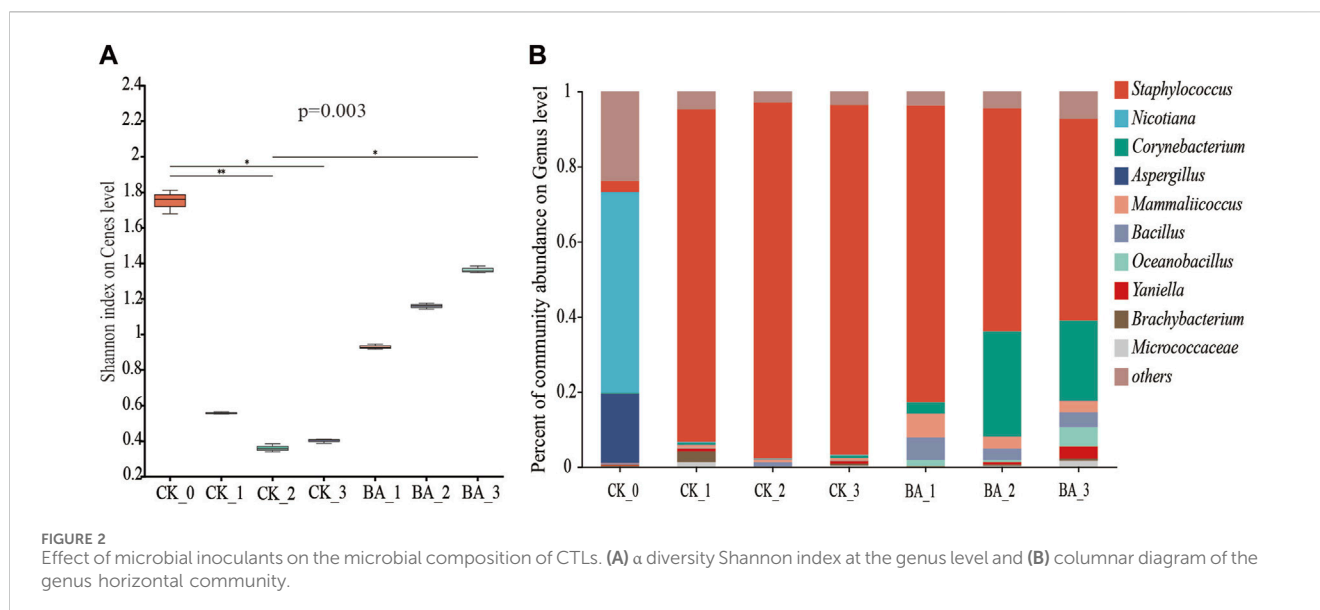 A
Shannon index on Cenes level
2.4
2.2
2
1.8
1.6
1.4
1.2
1
0.8
0.6
0.4
0.2
p=0.003
*
**
*
CK_0 CK_1 CK_2 CK_3 BA_1 BA_2 BA_3
B
Percent of community abundance on Genus level
1
0.8
0.6
0.4
0.2
0
CK_0 CK_1 CK_2 CK_3 BA_1 BA_2 BA_3
Staphylococcus
Nicotiana
Corynebacterium
Aspergillus
Mammaliicoccus
Bacillus
Oceanobacillus
Yaniella
Brachybacterium
Micrococcaceae
others
FIGURE 2
Effect of microbial inoculants on the microbial composition of CTLs. (A) α diversity Shannon index at the genus level and (B) columnar diagram of the
genus horizontal community.